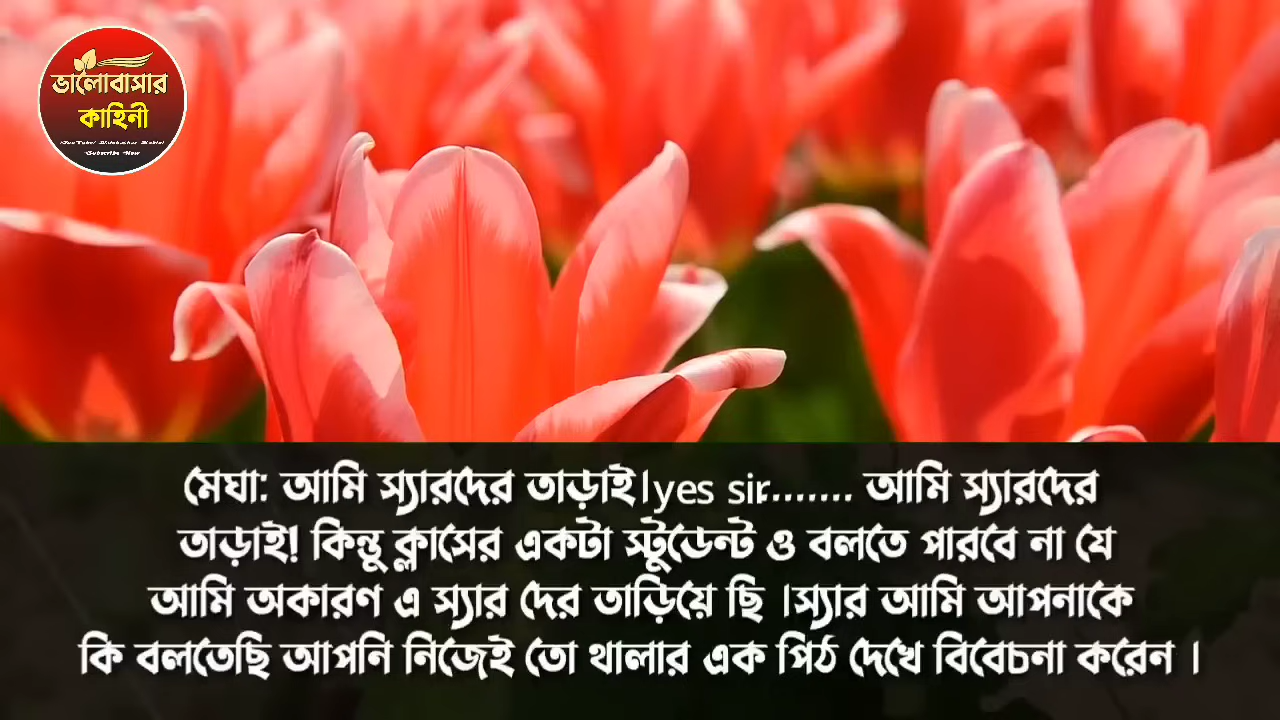 ভালোবাসার
কাহিনী
মেঘা: আমি স্যারদের তাড়াই।yes sir....... আমি স্যারদের
তাড়াই! কিন্তু ক্লাসের একটা স্টুডেন্ট ও বলতে পারবে না যে
আমি অকারণ এ স্যার দের তাড়িয়ে ছি ।স্যার আমি আপনাকে
কি বলতেছি আপনি নিজেই তো থালার এক পিঠ দেখে বিবেচনা করেন ।